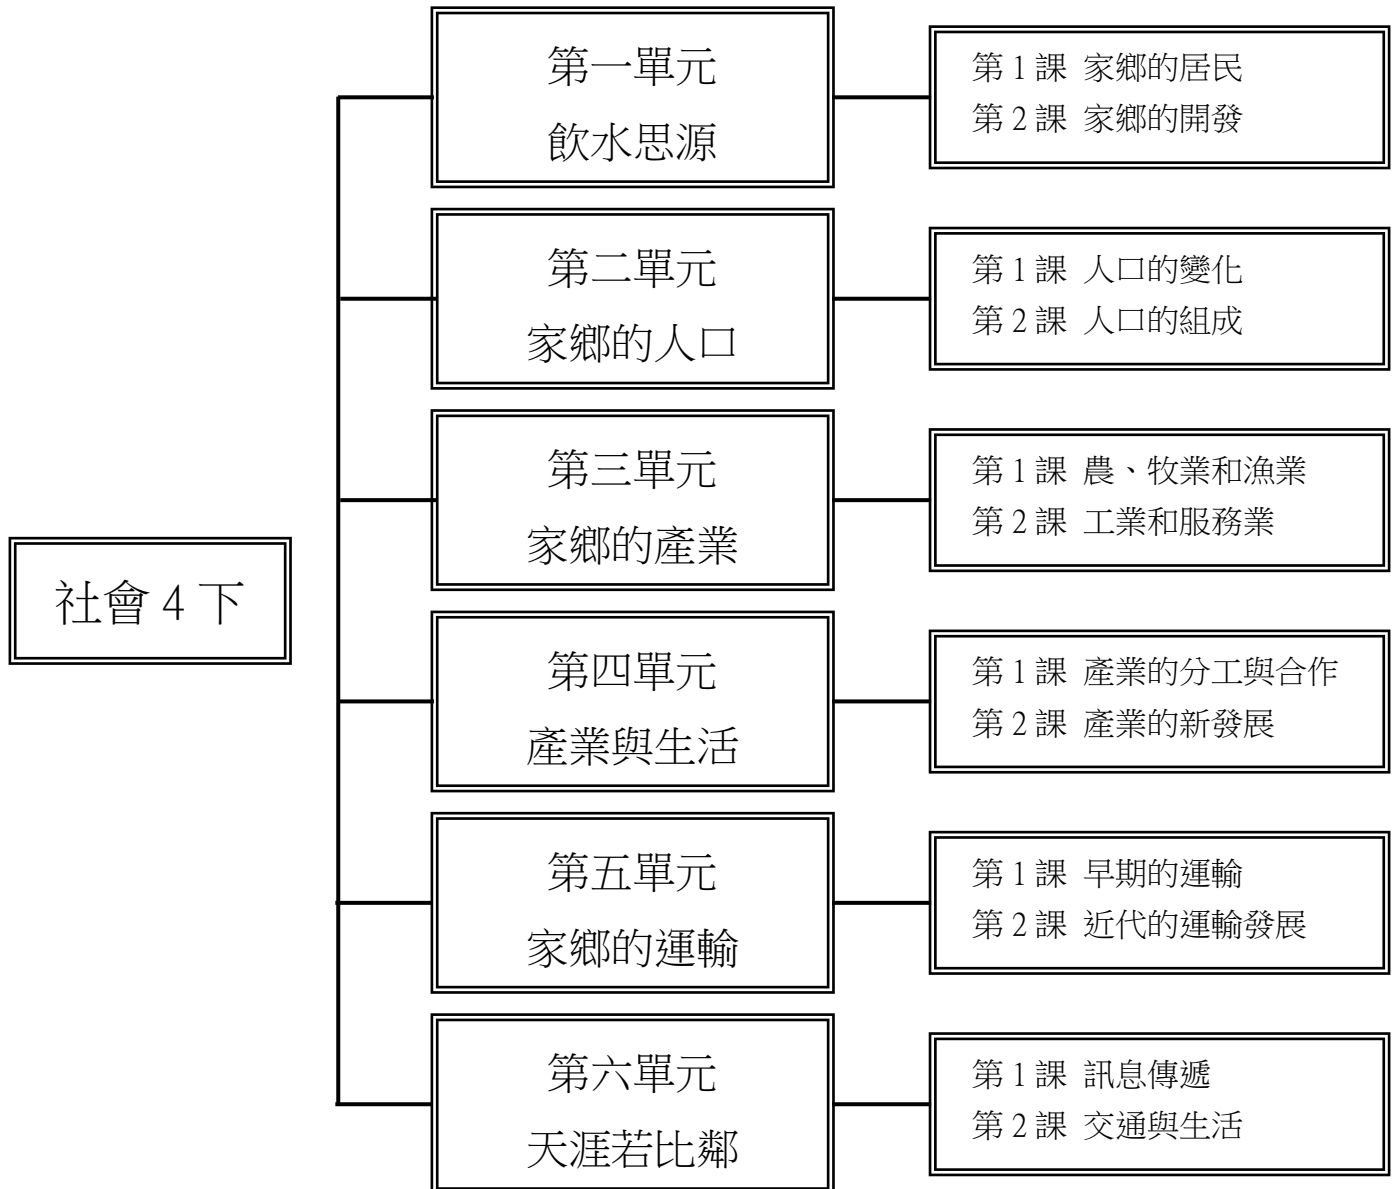 社會 4 下
第一單元
飲水思源
第 1 課 家鄉的居民
第 2 課 家鄉的開發
第二單元
家鄉的人口
第 1 課 人口的變化
第 2 課 人口的組成
第三單元
家鄉的產業
第 1 課 農、牧業和漁業
第 2 課 工業和服務業
第四單元
產業與生活
第 1 課 產業的分工與合作
第 2 課 產業的新發展
第五單元
家鄉的運輸
第 1 課 早期的運輸
第 2 課 近代的運輸發展
第六單元
天涯若比鄰
第 1 課 訊息傳遞
第 2 課 交通與生活